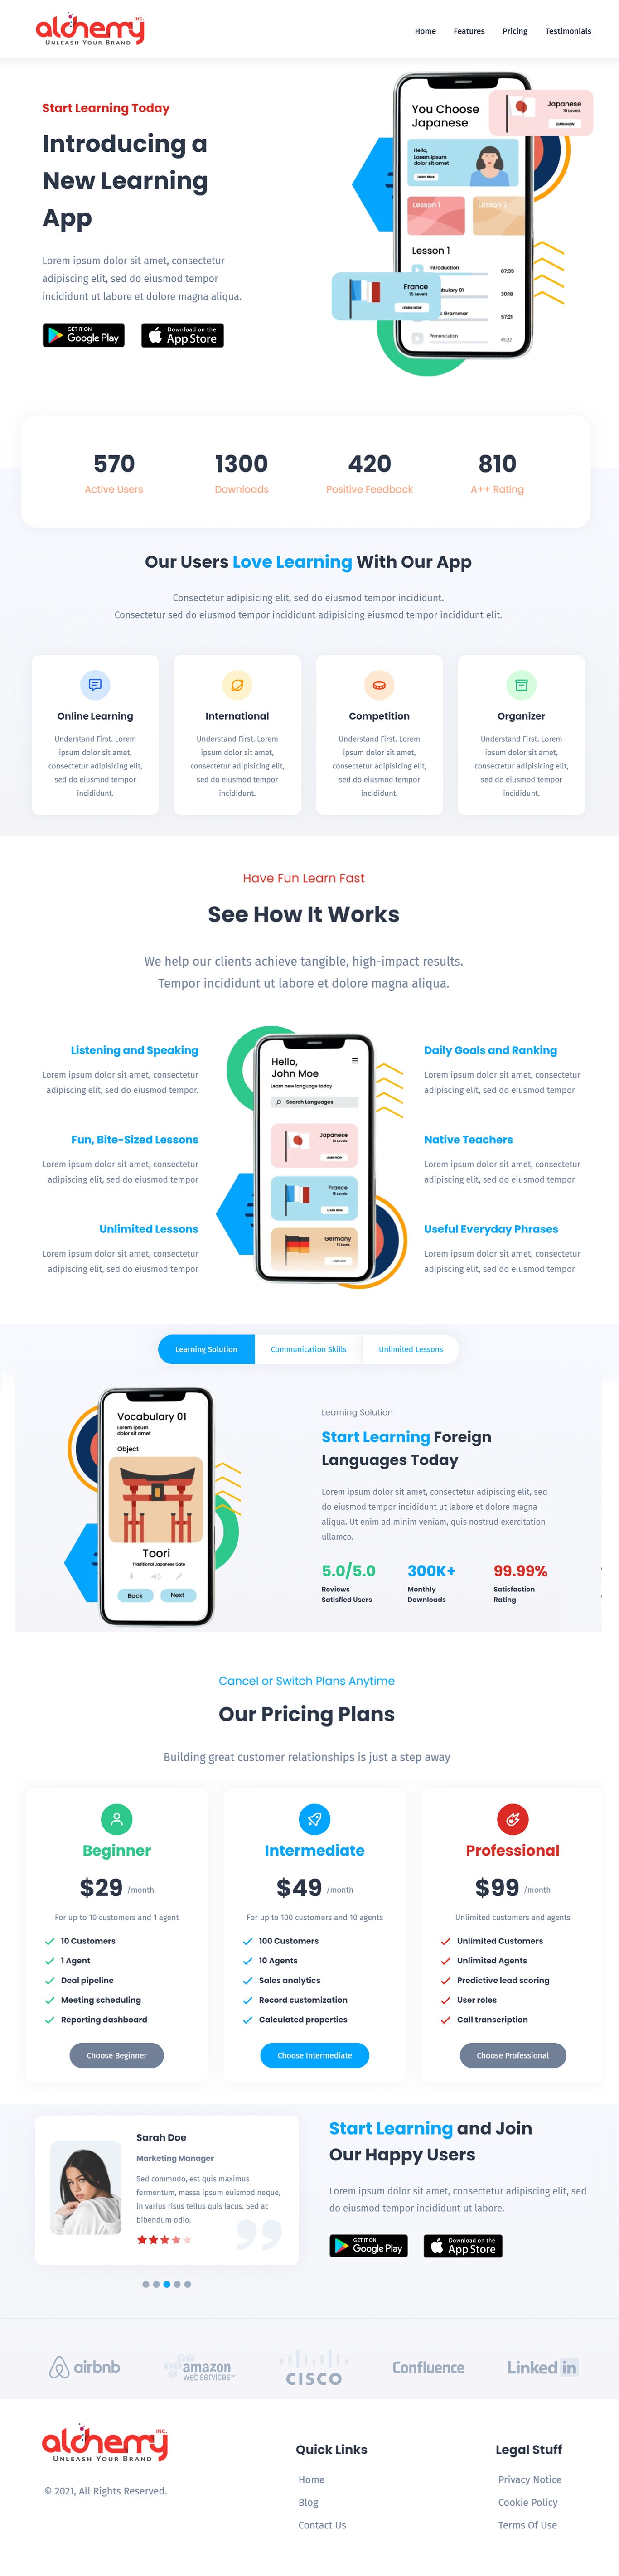 alcherry INC.
UNLEASH YOUR BRAND
Home Features Pricing Testimonials
Start Learning Today
Introducing a
New Learning
App
Lorem ipsum dolor sit amet, consectetur
adipiscing elit, sed do eiusmod tempor
incididunt ut labore et dolore magna aliqua.
GET IT ON
Google Play
Download on the
App Store
You Choose
Japanese
Japanese
10 Levels
LEARN NOW
Hello,
Lorem ipsum
dolor sit amet
Learn More
Lesson 1
Lesson 2
Lesson 1
Introduction
07:35
Vocabulary 01
30:18
Grammar
57:21
Pronunciation
41:22
France
15 Levels
LEARN NOW
570 1300 420 810
Active Users Downloads Positive Feedback A++ Rating
Our Users Love Learning With Our App
Consectetur adipisicing elit, sed do eiusmod tempor incididunt.
Consectetur sed do eiusmod tempor incididunt adipisicing eiusmod tempor incididunt elit.
Online Learning
Understand First. Lorem
ipsum dolor sit amet,
consectetur adipisicing elit,
sed do eiusmod tempor
incididunt.
International
Understand First. Lorem
ipsum dolor sit amet,
consectetur adipisicing elit,
sed do eiusmod tempor
incididunt.
Competition
Understand First. Lorem
ipsum dolor sit amet,
consectetur adipisicing elit,
sed do eiusmod tempor
incididunt.
Organizer
Understand First. Lorem
ipsum dolor sit amet,
consectetur adipisicing elit,
sed do eiusmod tempor
incididunt.
Have Fun Learn Fast
See How It Works
We help our clients achieve tangible, high-impact results.
Tempor incididunt ut labore et dolore magna aliqua.
Listening and Speaking
Lorem ipsum dolor sit amet, consectetur
adipiscing elit, sed do eiusmod tempor.
Fun, Bite-Sized Lessons
Lorem ipsum dolor sit amet, consectetur
adipiscing elit, sed do eiusmod tempor
Unlimited Lessons
Lorem ipsum dolor sit amet, consectetur
adipiscing elit, sed do eiusmod tempor
Hello,
John Moe
Learn new language today
Search Languages
Japanese
10 Levels
LEARN NOW
France
15 Levels
LEARN NOW
Germany
15 Levels
LEARN NOW
Daily Goals and Ranking
Lorem ipsum dolor sit amet, consectetur
adipiscing elit, sed do eiusmod tempor
Native Teachers
Lorem ipsum dolor sit amet, consectetur
adipiscing elit, sed do eiusmod tempor
Useful Everyday Phrases
Lorem ipsum dolor sit amet, consectetur
adipiscing elit, sed do eiusmod tempor
Learning Solution Communication Skills Unlimited Lessons
Vocabulary 01
Lorem ipsum
dolor sit amet
Object
Toori
Traditional Japanese Gate
Back Next
Learning Solution
Start Learning Foreign
Languages Today
Lorem ipsum dolor sit amet, consectetur adipiscing elit, sed
do eiusmod tempor incididunt ut labore et dolore magna
aliqua. Ut enim ad minim veniam, quis nostrud exercitation
ullamco.
5.0/5.0 300K+ 99.99%
Reviews Monthly Satisfaction
Satisfied Users Downloads Rating
Cancel or Switch Plans Anytime
Our Pricing Plans
Building great customer relationships is just a step away
Beginner
$29 /month
For up to 10 customers and 1 agent
10 Customers
1 Agent
Deal pipeline
Meeting scheduling
Reporting dashboard
Choose Beginner
Intermediate
$49 /month
For up to 100 customers and 10 agents
100 Customers
10 Agents
Sales analytics
Record customization
Calculated properties
Choose Intermediate
Professional
$99 /month
Unlimited customers and agents
Unlimited Customers
Unlimited Agents
Predictive lead scoring
User roles
Call transcription
Choose Professional
Sarah Doe
Marketing Manager
Sed commodo, est quis maximus
fermentum, massa ipsum euismod neque,
in varius risus tellus quis lacus. Sed ac
bibendum odio.
Start Learning and Join
Our Happy Users
Lorem ipsum dolor sit amet, consectetur adipiscing elit, sed
do eiusmod tempor incididunt ut labore.
GET IT ON
Google Play
Download on the
App Store
airbnb
amazon
webservices™
CISCO
Confluence
Linked in
alcherry INC.
UNLEASH YOUR BRAND
© 2021, All Rights Reserved.
Quick Links
Home
Blog
Contact Us
Legal Stuff
Privacy Notice
Cookie Policy
Terms Of Use